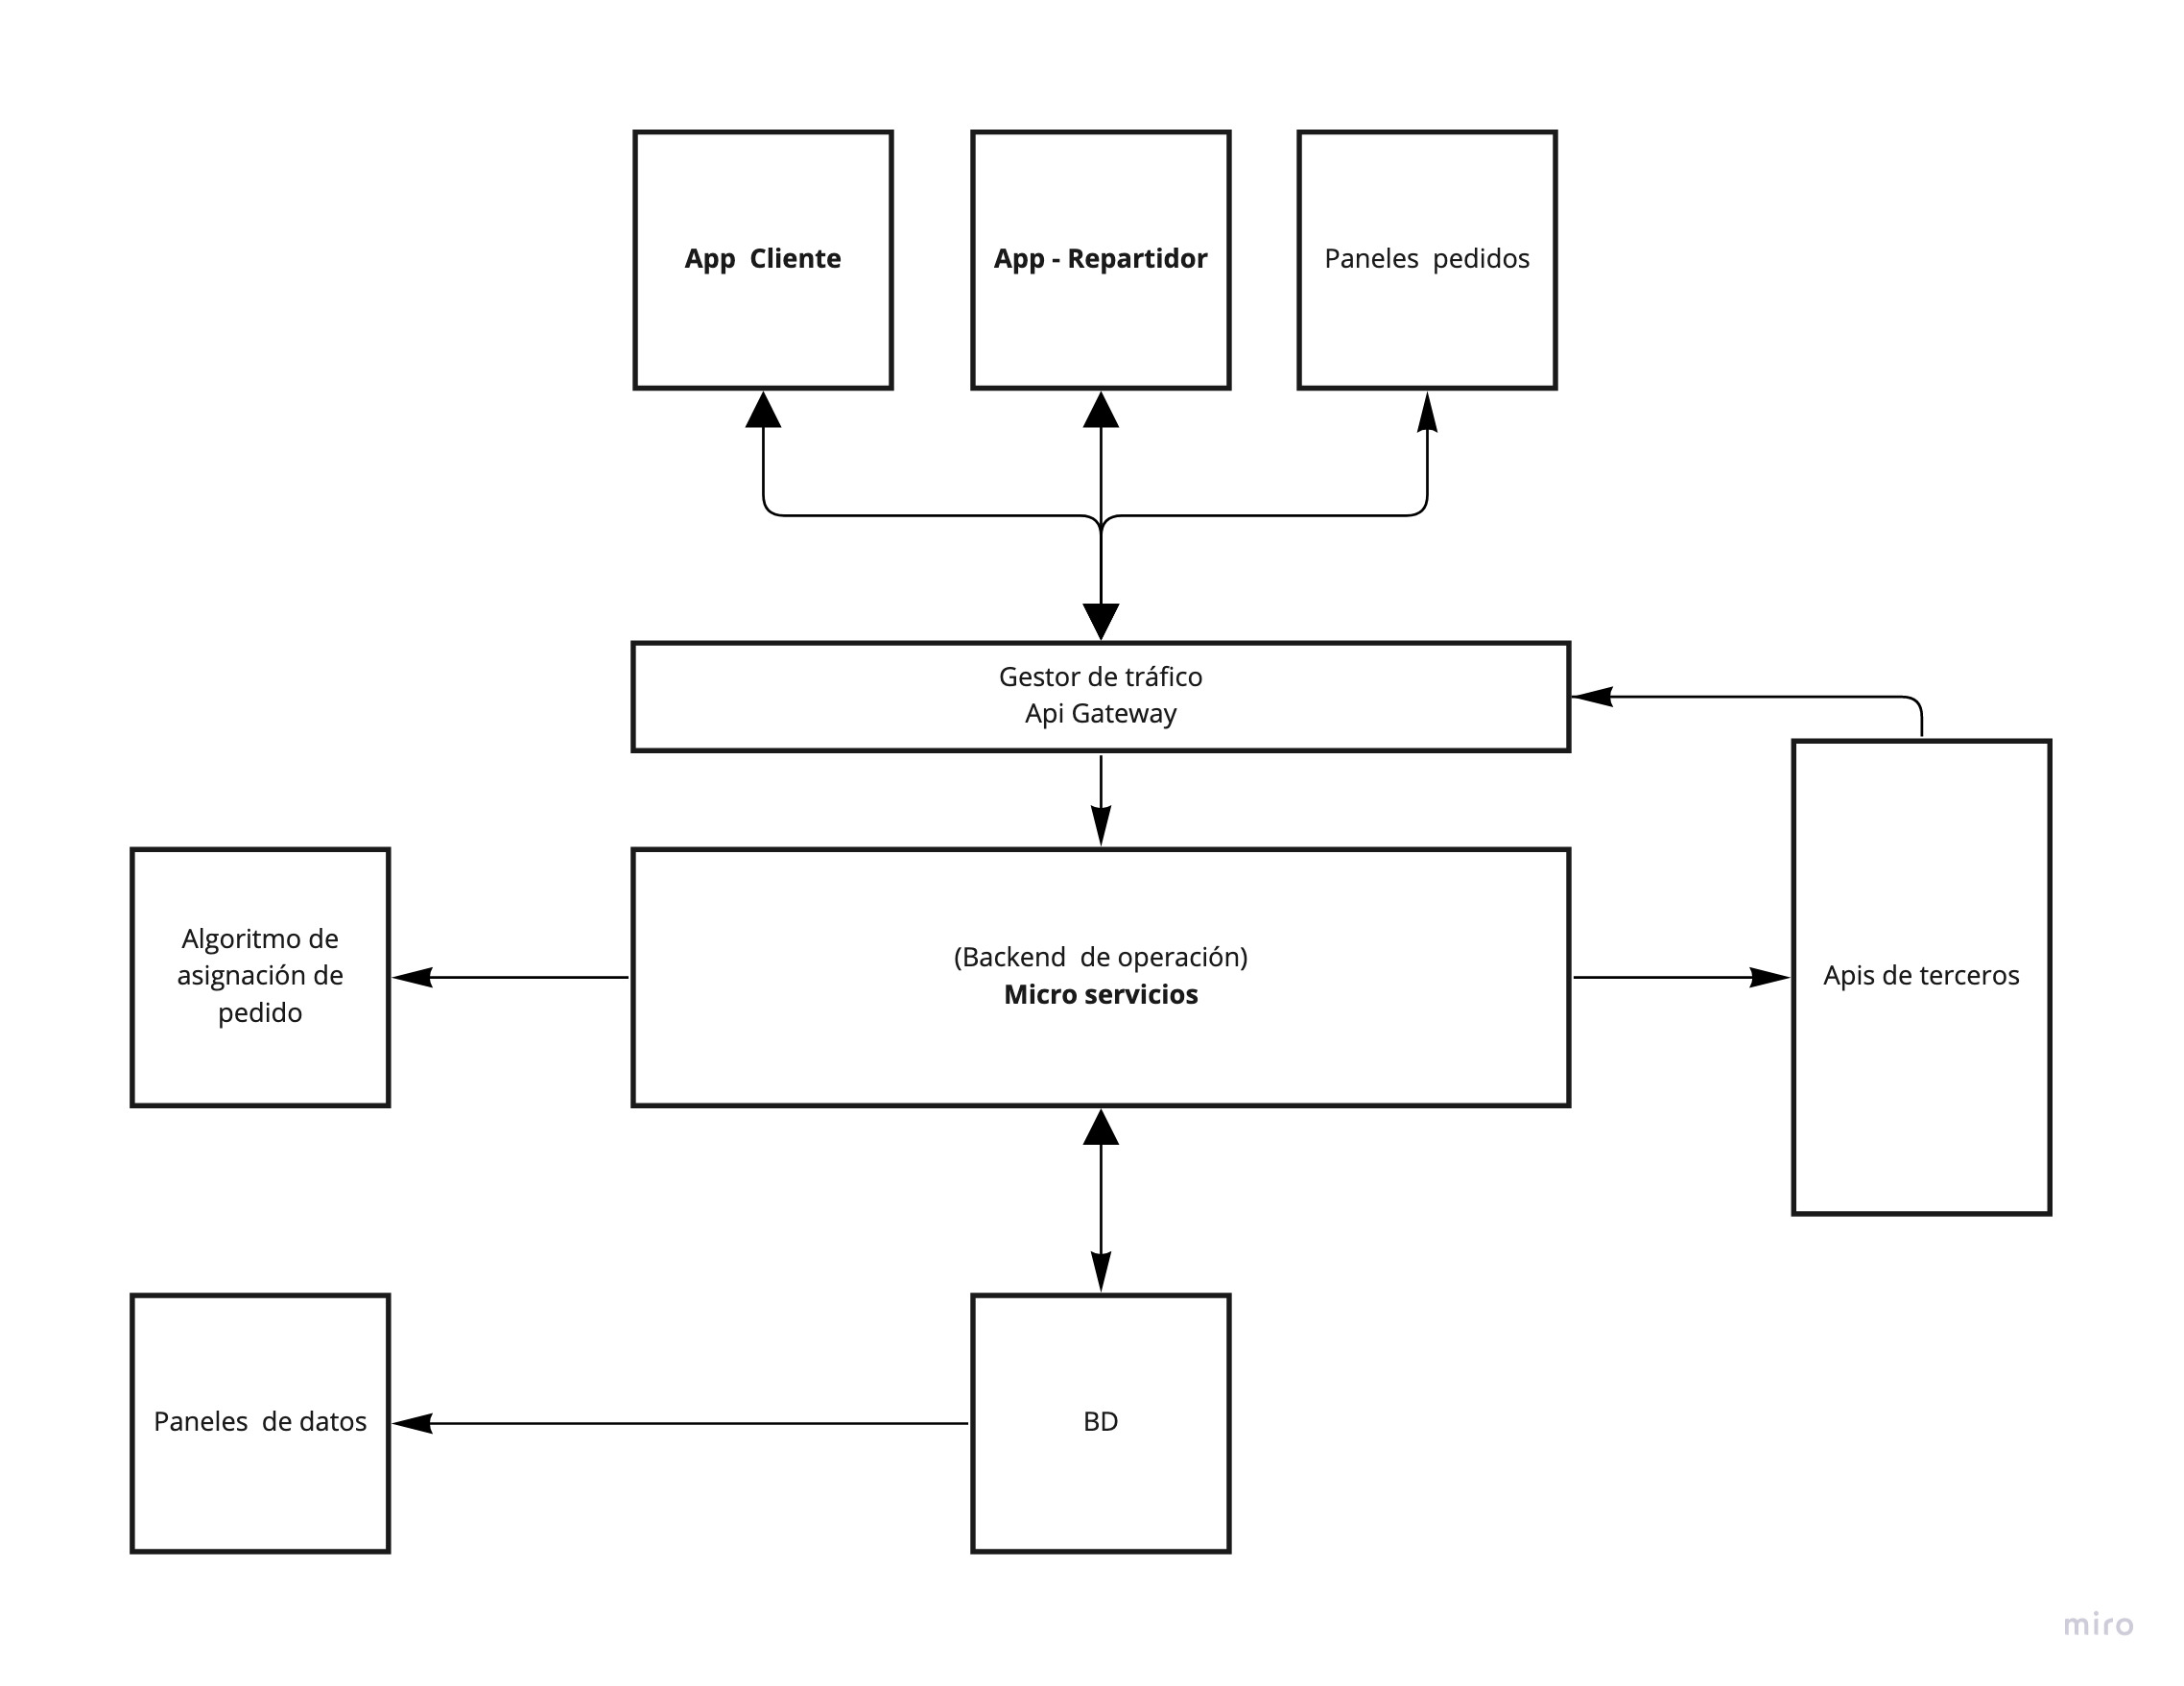 App  Cliente
App - Repartidor
Paneles  pedidos
Gestor de tráfico
Api Gateway
Algoritmo de
asignación de
pedido
(Backend  de operación)
Micro servicios
Apis de terceros
Paneles  de datos
BD
miro